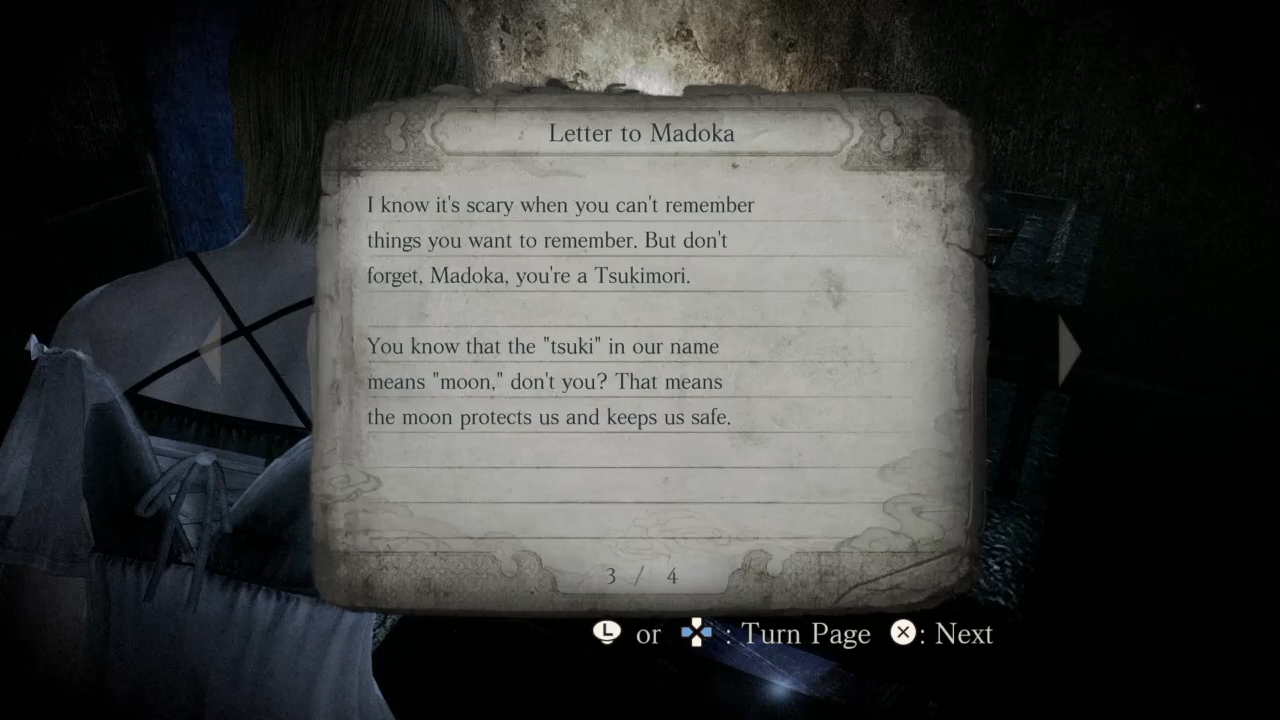 Letter to Madoka
I know it's scary when you can't remember
things you want to remember. But don't
forget, Madoka, you're a Tsukimori.
You know that the "tsuki" in our name
means "moon," don't you? That means
the moon protects us and keeps us safe.
3 / 4
L or : Turn Page X: Next